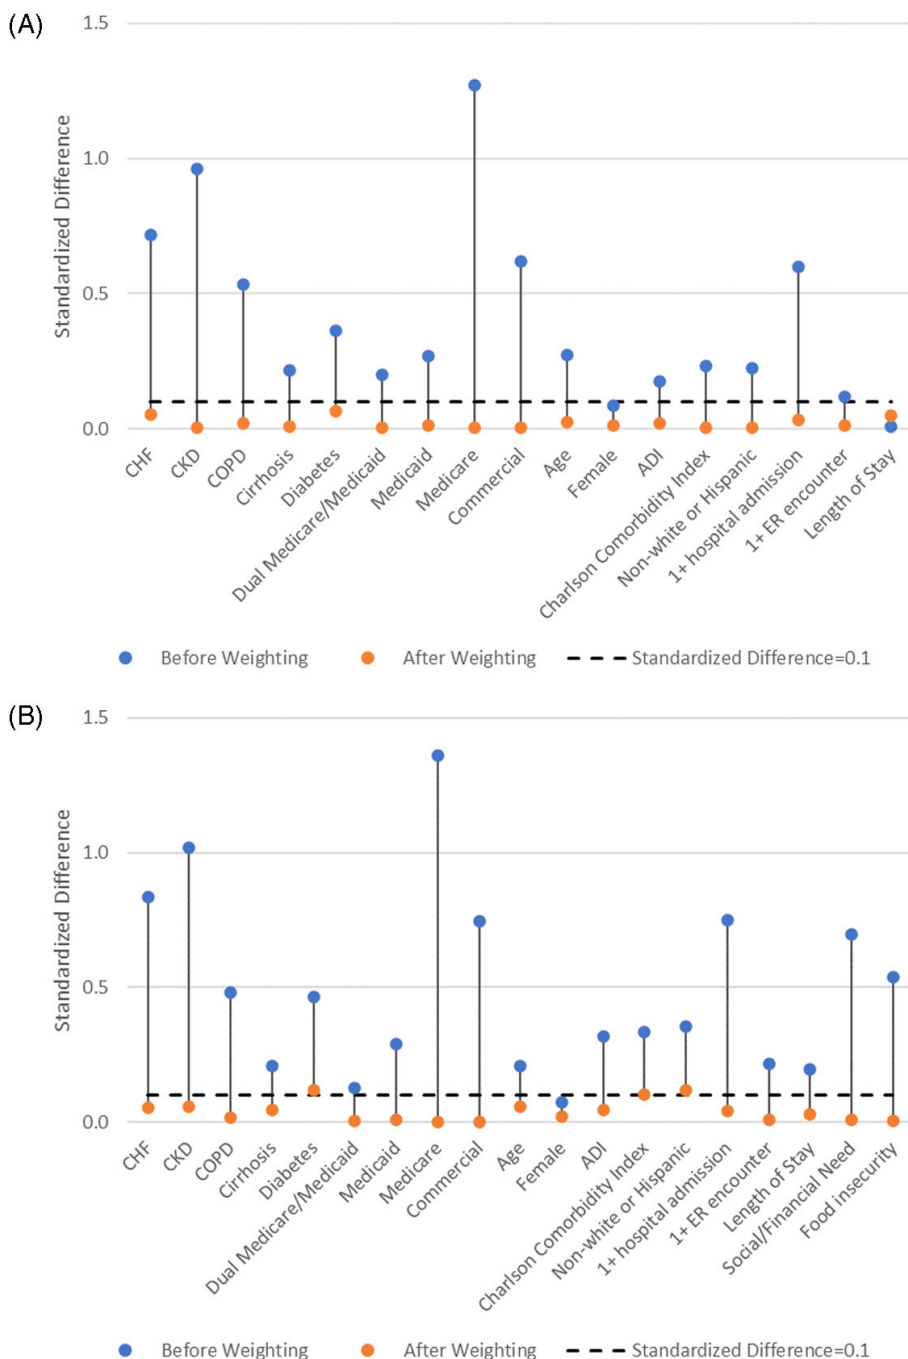 (A)
1.5
1.0
0.5
0.0
Standardized Difference
CHF
CKD
COPD
Cirrhosis
Diabetes
Dual Medicare/Medicaid
Medicaid
Medicare
Commercial
Age
Female
ADI
Charlson Comorbidity Index
Non-white or Hispanic
1+ hospital admission
1+ ER encounter
Length of Stay
Before Weighting After Weighting Standardized Difference=0.1
(B)
1.5
1.0
0.5
0.0
Standardized Difference
CHF
CKD
COPD
Cirrhosis
Diabetes
Dual Medicare/Medicaid
Medicaid
Medicare
Commercial
Age
Female
ADI
Charlson Comorbidity Index
Non-white or Hispanic
1+ hospital admission
1+ ER encounter
Length of Stay
Social/Financial Need
Food insecurity
Before Weighting After Weighting Standardized Difference=0.1